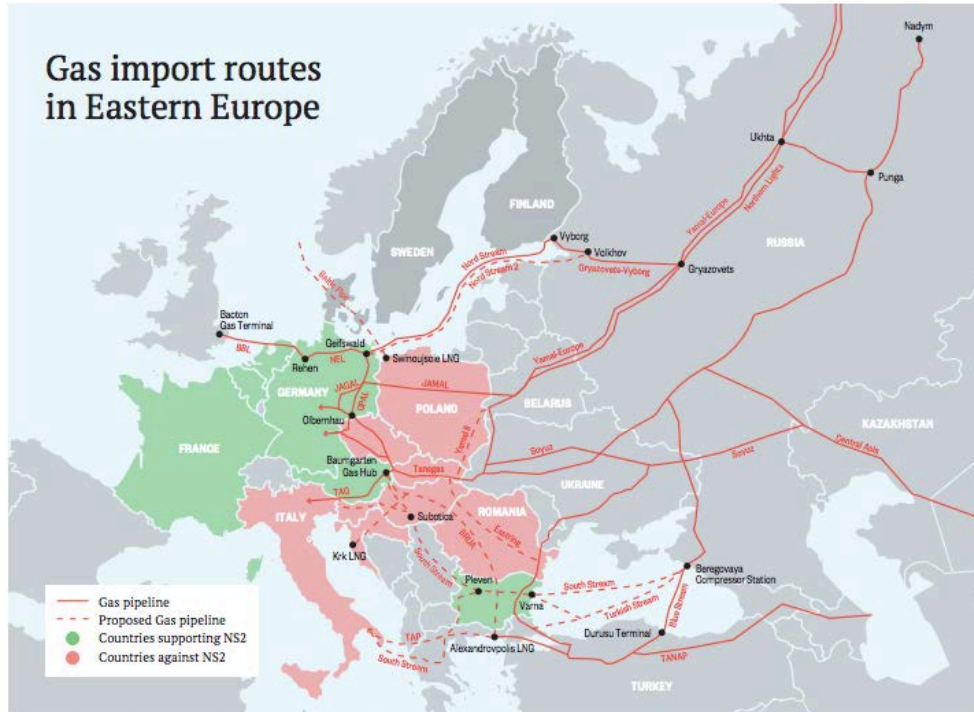 Gas import routes
in Eastern Europe
Nadym
Ukhta
Punga
Yamal-Europe
Northern Lights
RUSSIA
FINLAND
SWEDEN
Vyborg
Volkhov
Nord Stream
Nord Stream 2
Gryazovets-Vyborg
Gryazovets
Baltic Pipe
Bacton
Gas Terminal
BBL
Geifswald
Rehen
NEL
Swinoujscie LNG
Yamal-Europe
JAGAL
OPAL
JAMAL
GERMANY
POLAND
BELARUS
Olbernhau
KAZAKHSTAN
FRANCE
Yamal II
Soyuz
Soyuz
Central Asia
Baumgarten
Gas Hub
Transgas
UKRAINE
TAG
ITALY
Subotica
ROMANIA
Eastring
BRUA
Krk LNG
South Stream
Pleven
Varna
South Stream
Turkish Stream
Beregovaya
Compressor Station
Blue Stream
Durusu Terminal
TAP
South Stream
Alexandrovpolis LNG
TANAP
TURKEY
Gas pipeline
Proposed Gas pipeline
Countries supporting NS2
Countries against NS2